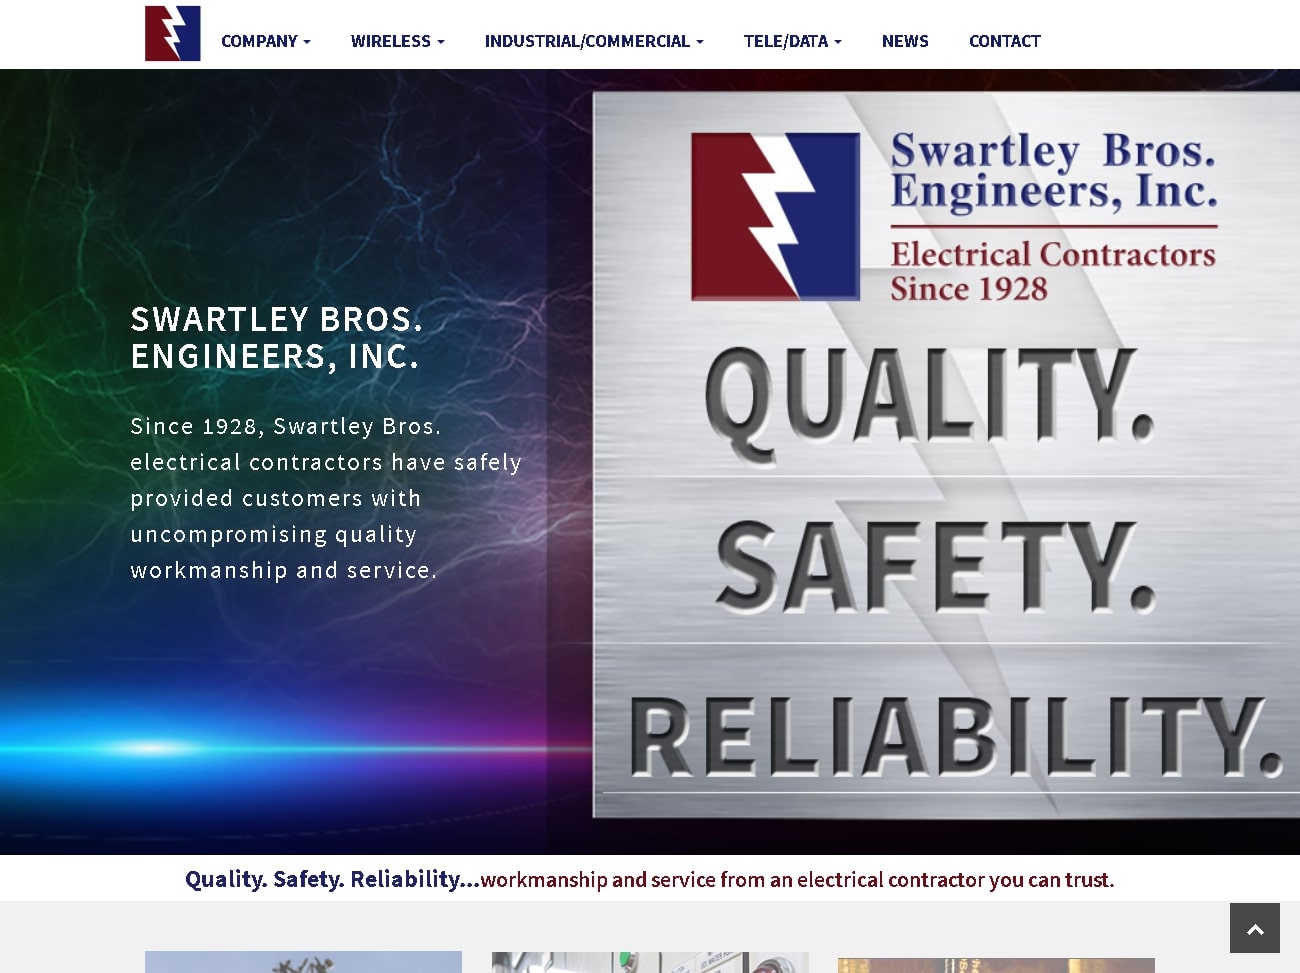 COMPANY WIRELESS INDUSTRIAL/COMMERCIAL TELE/DATA NEWS CONTACT
SWARTLEY BROS.
ENGINEERS, INC.
Since 1928, Swartley Bros.
electrical contractors have safely
provided customers with
uncompromising quality
workmanship and service.
Swartley Bros.
Engineers, Inc.
Electrical Contractors
Since 1928
QUALITY.
SAFETY.
RELIABILITY.
Quality. Safety. Reliability...workmanship and service from an electrical contractor you can trust.